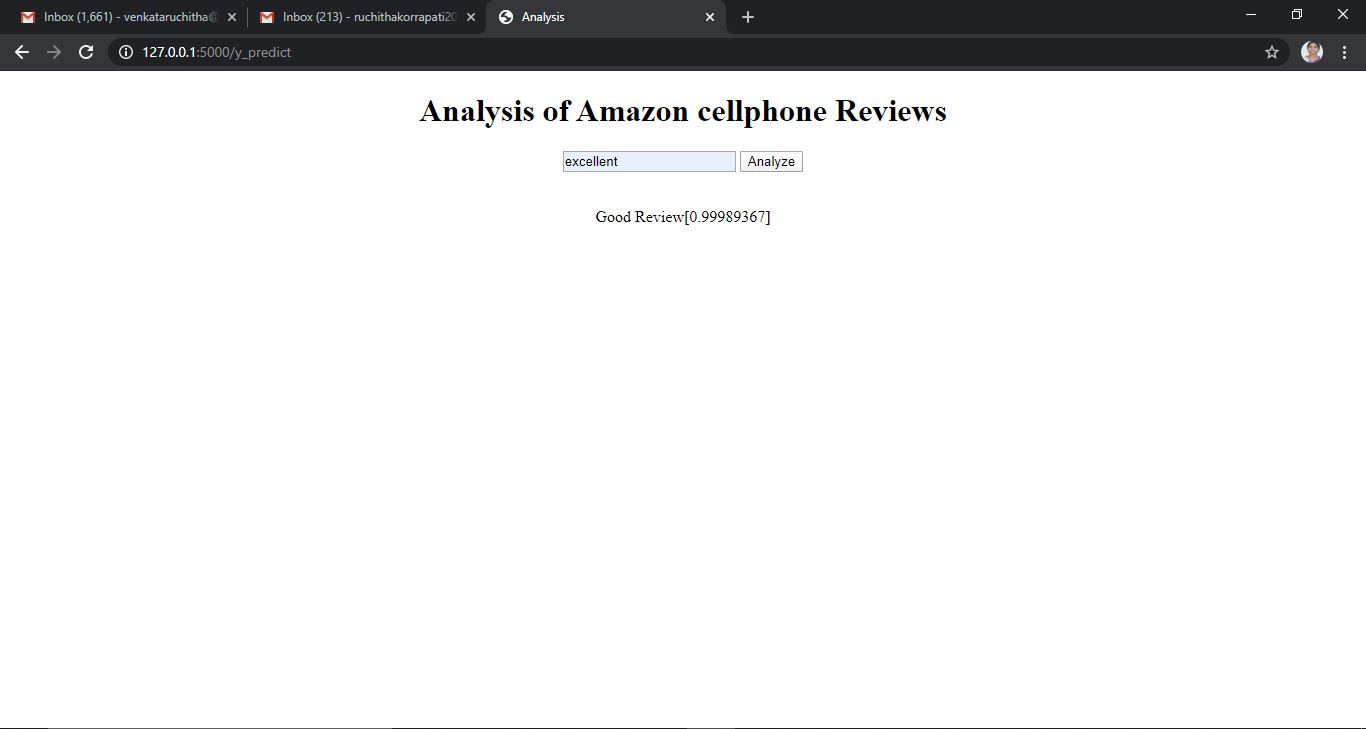 Inbox (1,661) - venkataruchitha@
Inbox (213) - ruchithakorrapati20
Analysis
127.0.0.1:5000/y_predict
Analysis of Amazon cellphone Reviews
excellent Analyze
Good Review[0.99989367]